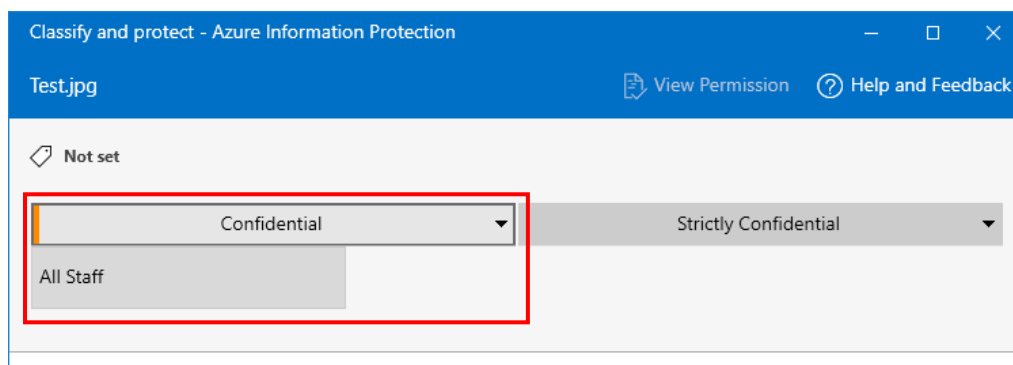 Classify and protect - Azure Information Protection
Test.jpg View Permission Help and Feedback
Not set
Confidential Strictly Confidential
All Staff